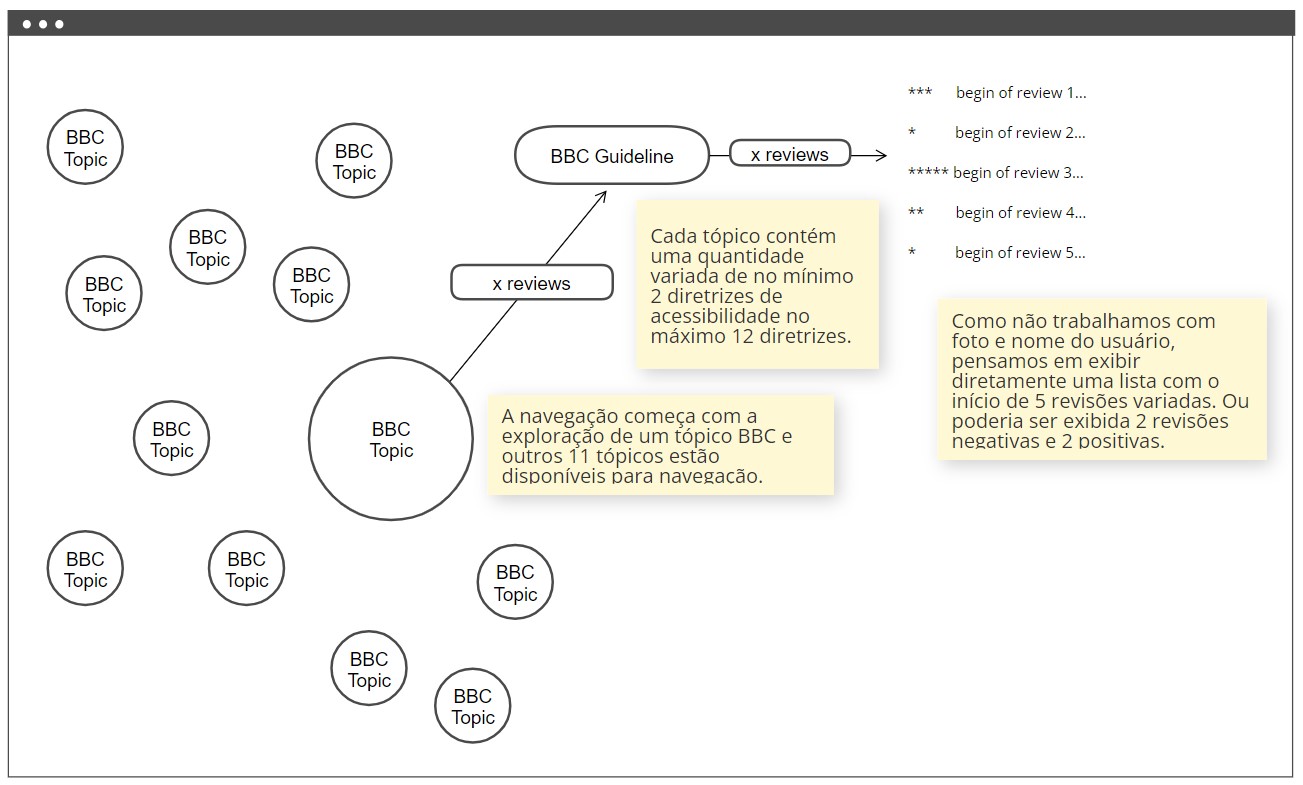 BBC
Topic
BBC
Topic
BBC
Topic
BBC
Topic
BBC
Topic
BBC Guideline
x reviews
*** begin of review 1...
* begin of review 2...
***** begin of review 3...
** begin of review 4...
* begin of review 5...
x reviews
Cada tópico contém
uma quantidade
variada de no mínimo
2 diretrizes de
acessibilidade no
máximo 12 diretrizes.
Como não trabalhamos com
foto e nome do usuário,
pensamos em exibir
diretamente uma lista com o
início de 5 revisões variadas. Ou
poderia ser exibida 2 revisões
negativas e 2 positivas.
BBC
Topic
BBC
Topic
A navegação começa com a
exploração de um tópico BBC e
outros 11 tópicos estão
disponíveis para navegação.
BBC
Topic
BBC
Topic
BBC
Topic
BBC
Topic
BBC
Topic